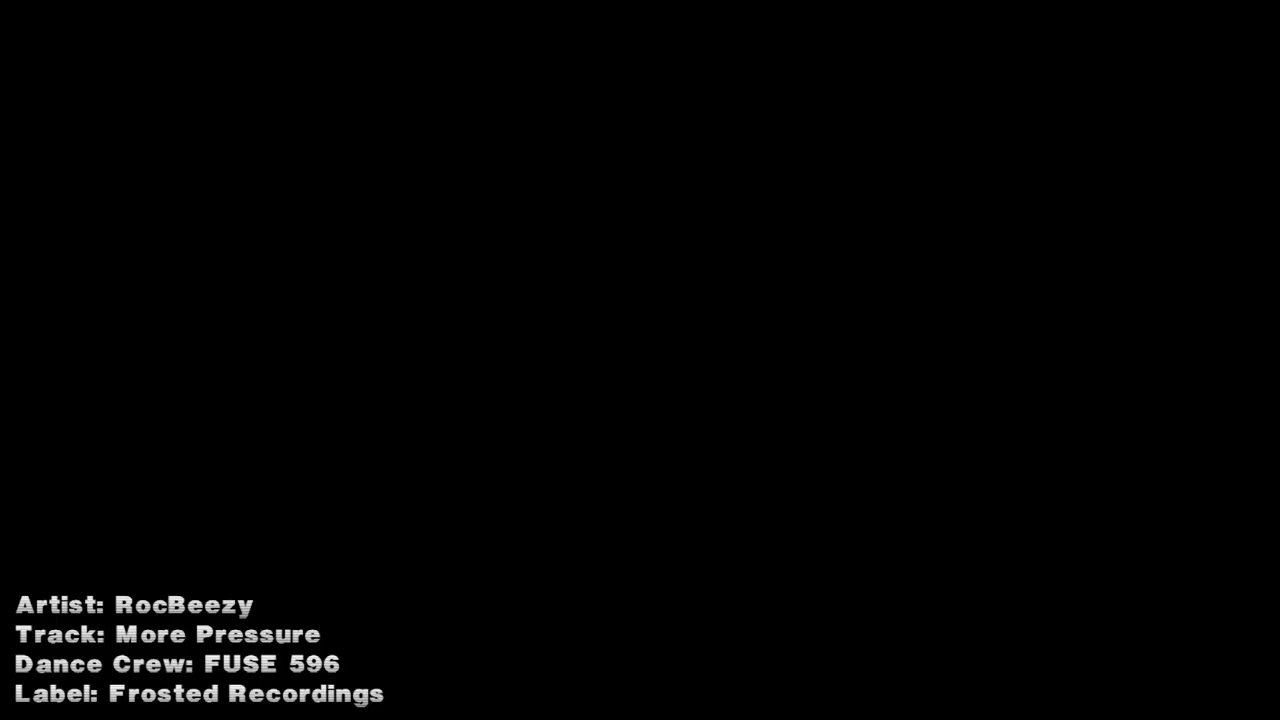 Artist: RocBeezy
Track: More Pressure
Dance Crew: FUSE 596
Label: Frosted Recordings